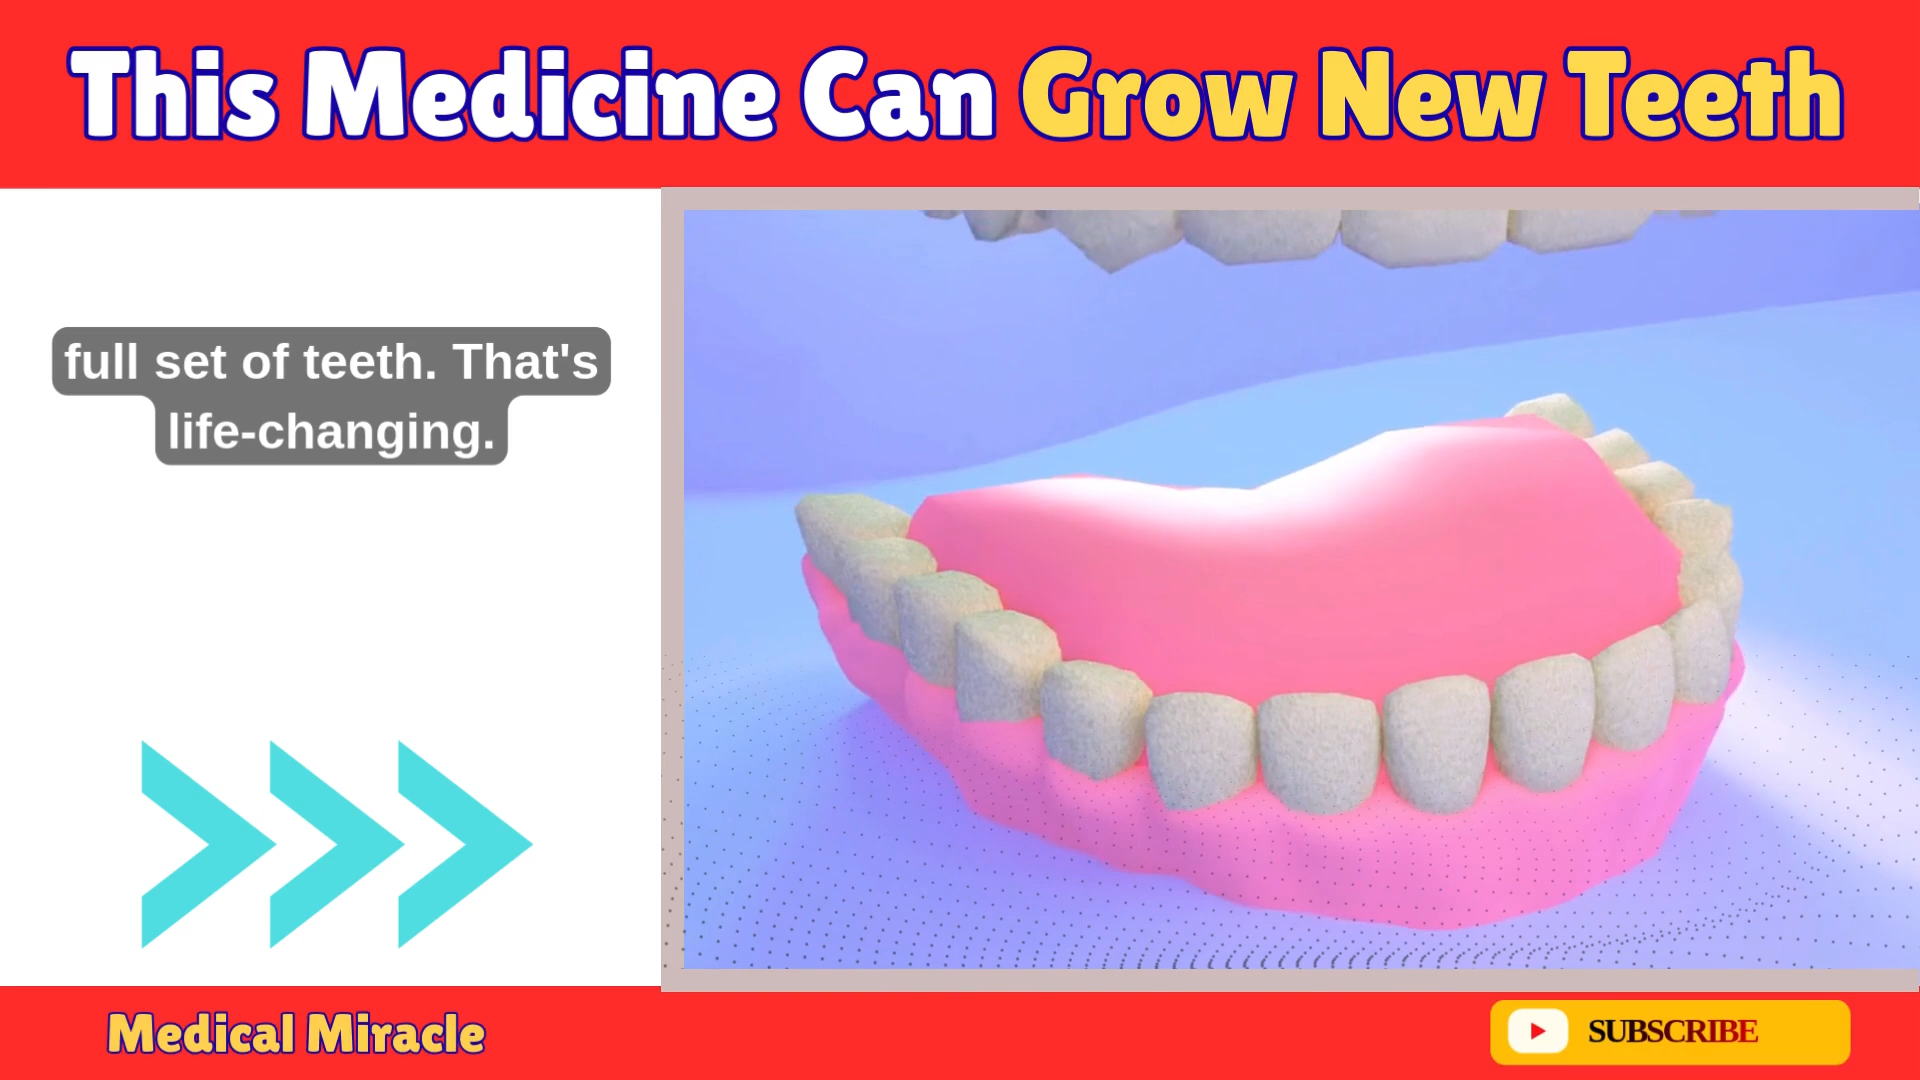 This Medicine Can Grow New Teeth
full set of teeth. That's
life-changing.
Medical Miracle
SUBSCRIBE